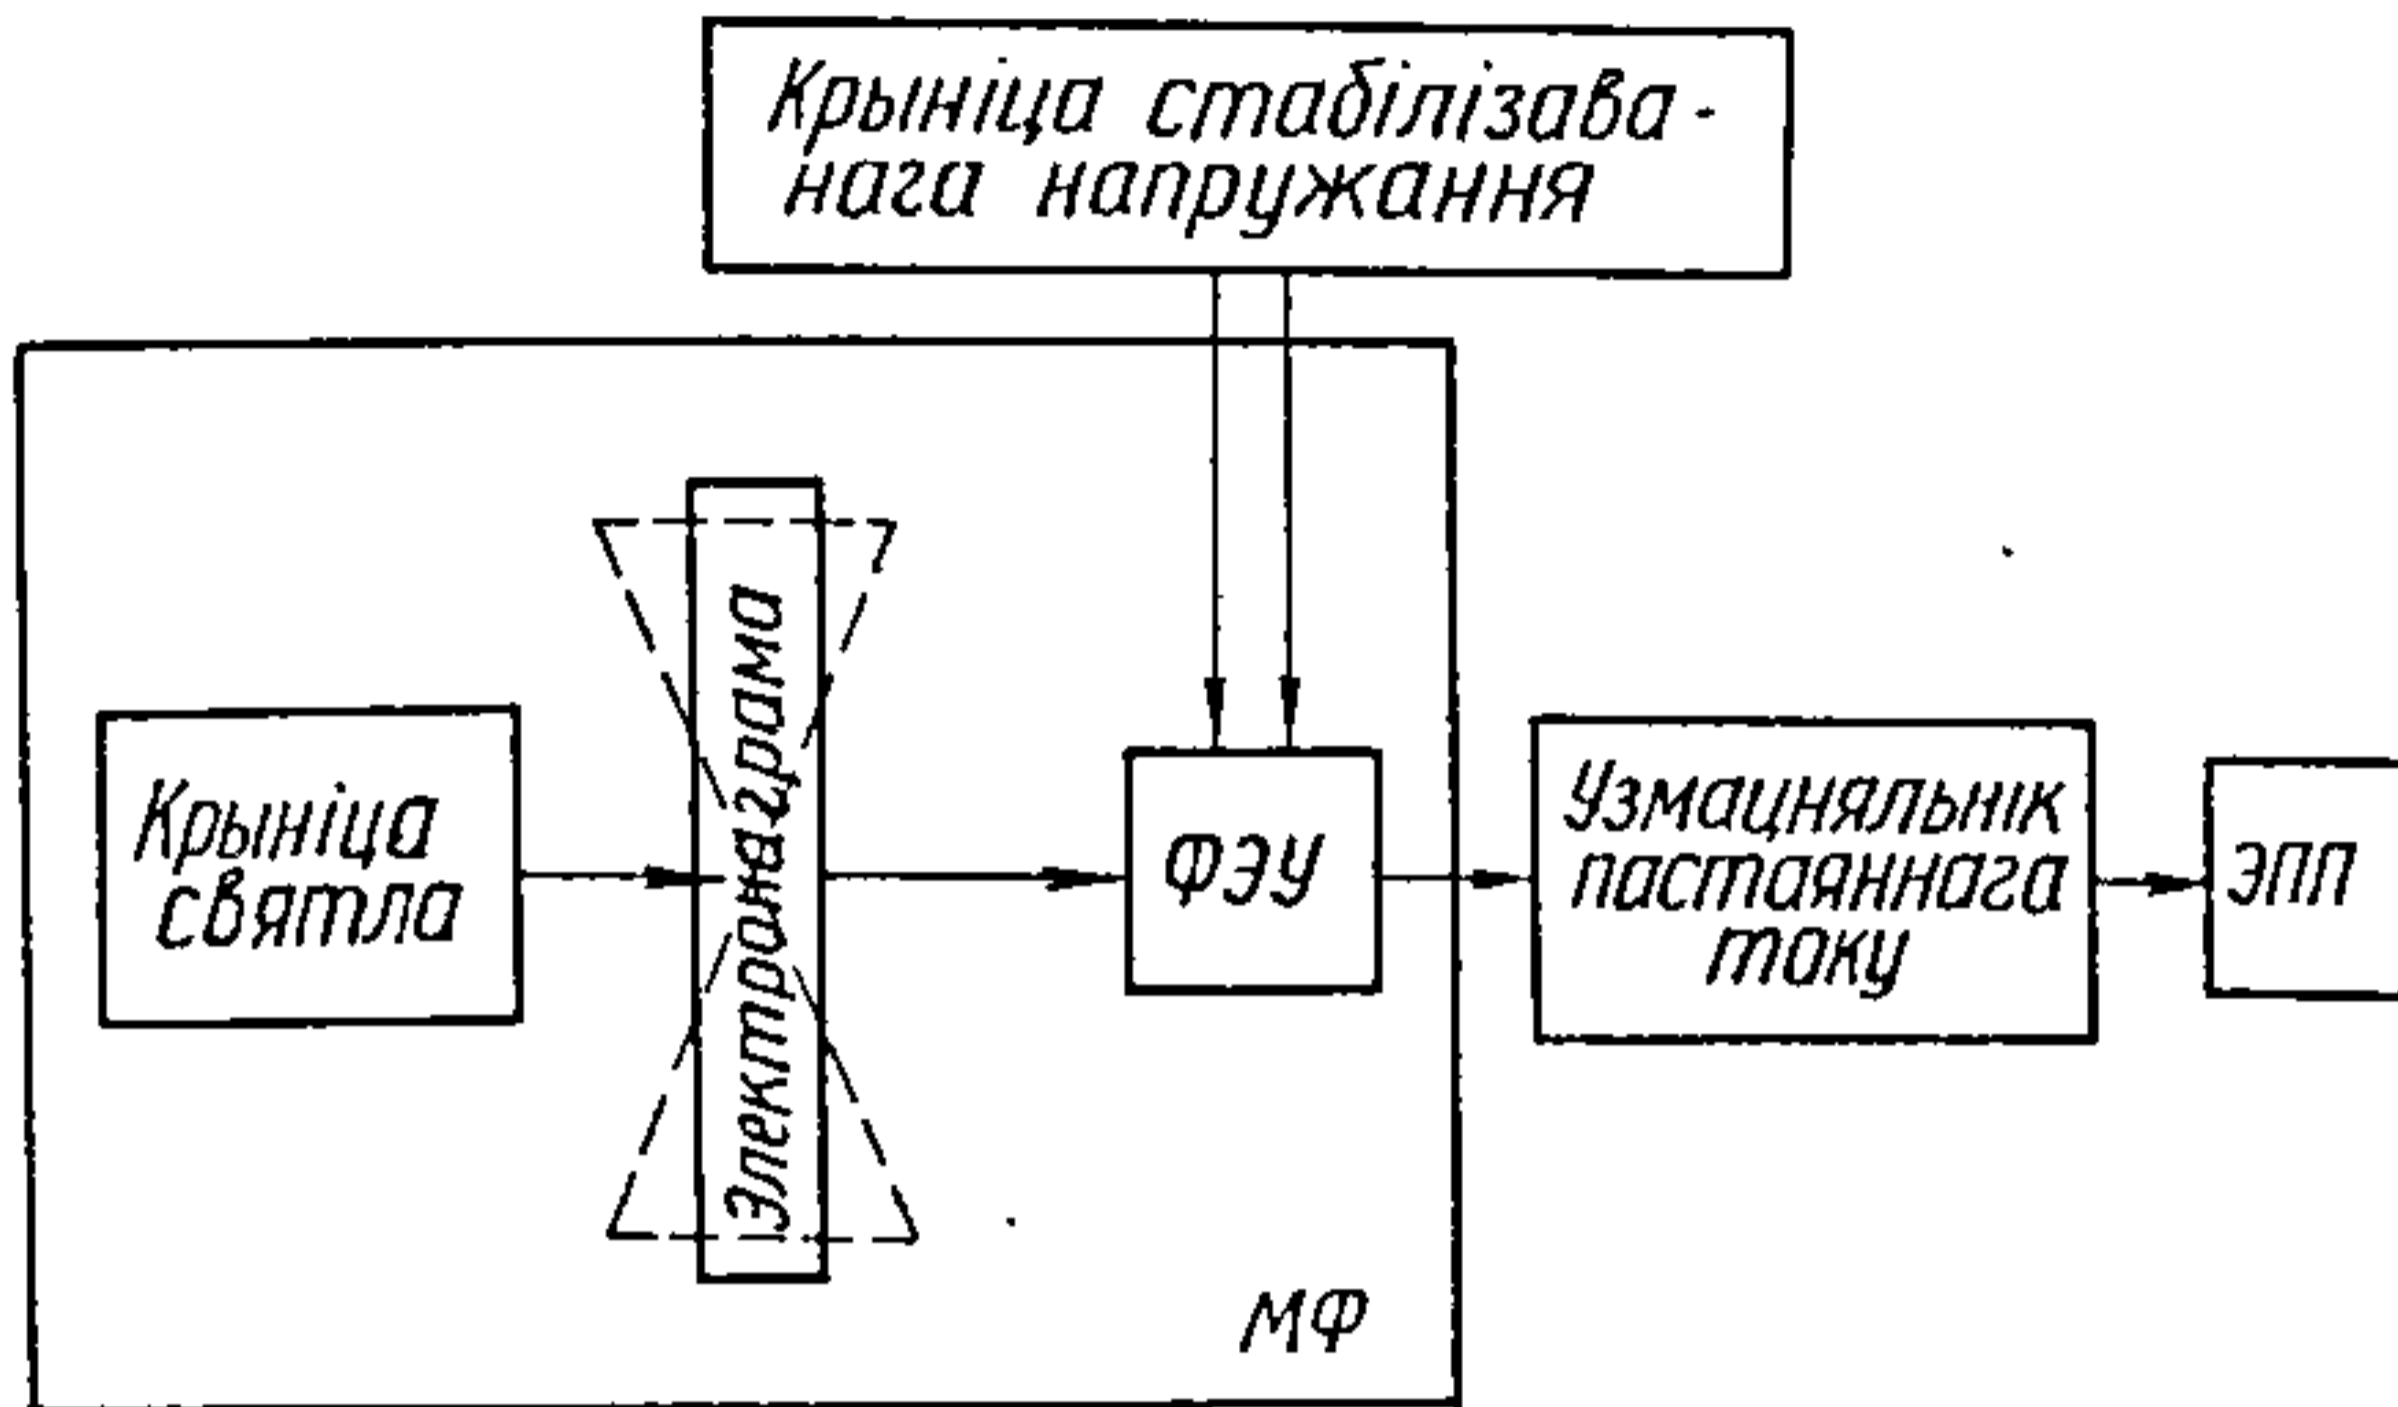 Крыніца стабілізава-
нага напружання
Крыніца
святла
Электронаграма
ФЭУ
Узмацняльнік
пастаяннага
току
ЭПП
МФ